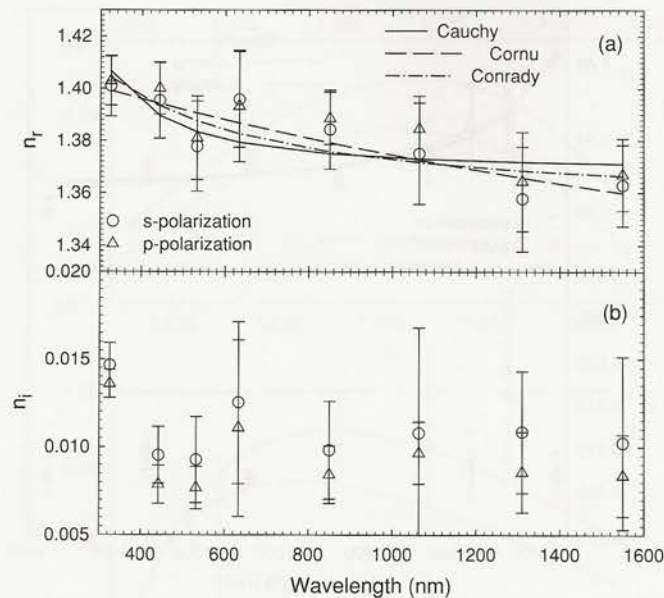 1.42
1.40
1.38
1.36
1.34
0.020
n_r
(a)
Cauchy
Cornu
Conrady
s-polarization
p-polarization
(b)
0.015
0.010
0.005
n_i
400 600 800 1000 1200 1400 1600
Wavelength (nm)